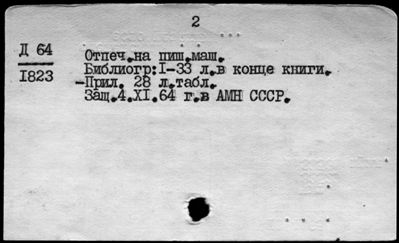 2
Д 64
1823
Отпеч.на пиш.маш.
Библиогр:I-33 л.в конце книги.
-Прил. 28 л.табл.
Защ.4.XI.64 г.в АМН СССР.